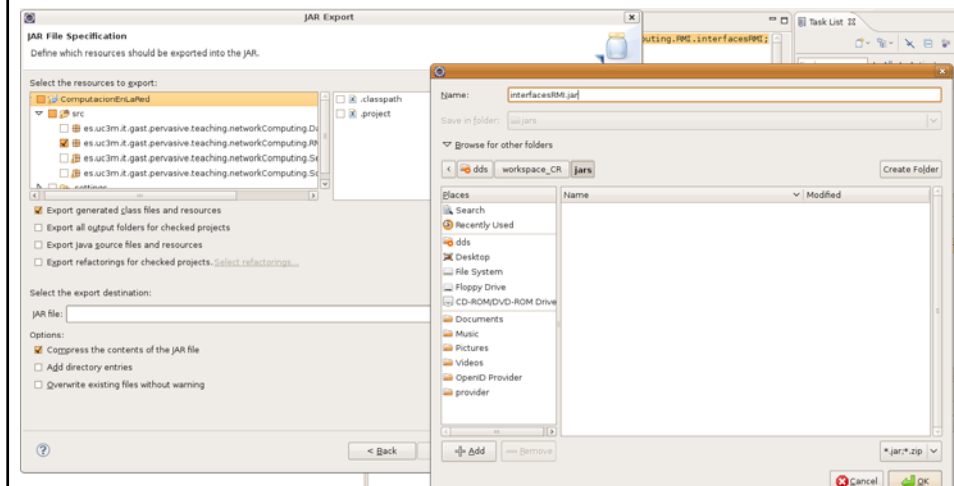 JAR Export
JAR File Specification
Define which resources should be exported into the JAR.
Select the resources to export:
ComputacionEnLaRed
src
es.uc3m.it.gast.pervasive.teaching.networkComputing.Da
es.uc3m.it.gast.pervasive.teaching.networkComputing.RM
es.uc3m.it.gast.pervasive.teaching.networkComputing.Se
es.uc3m.it.gast.pervasive.teaching.networkComputing.So
.settings
.classpath
.project
Export generated class files and resources
Export all output folders for checked projects
Export Java source files and resources
Export refactorings for checked projects. Select refactorings...
Select the export destination:
JAR file:
Options:
Compress the contents of the JAR file
Add directory entries
Overwrite existing files without warning
< Back
uting.RMI.interfacesRMI;
Task List
Name: interfacesRMI.jar
Save in folder: jars
Browse for other folders
dds workspace_CR jars
Create Folder
Places
Search
Recently Used
dds
Desktop
File System
Floppy Drive
CD-ROM/DVD-ROM Drive
Documents
Music
Pictures
Videos
OpenID Provider
provider
Name Modified
Add Remove
*.jar;*.zip
Cancel OK